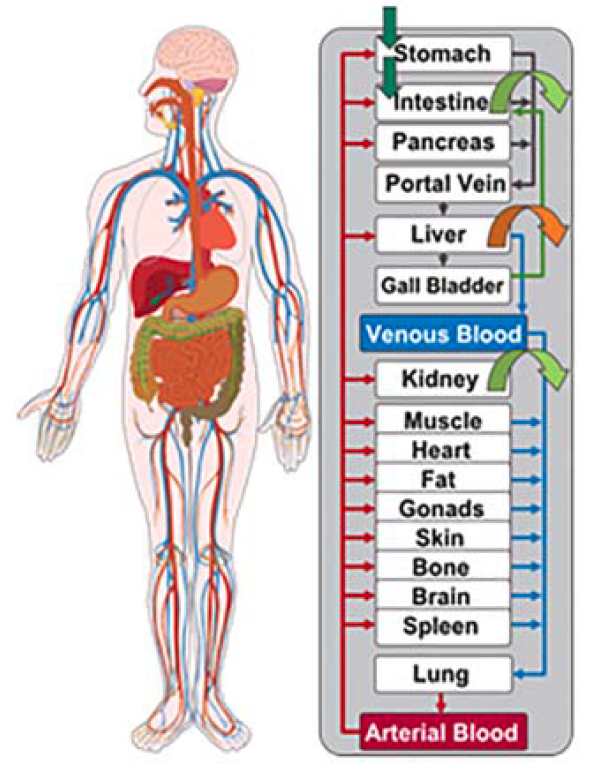 Stomach
Intestine
Pancreas
Portal Vein
Liver
Gall Bladder
Venous Blood
Kidney
Muscle
Heart
Fat
Gonads
Skin
Bone
Brain
Spleen
Lung
Arterial Blood